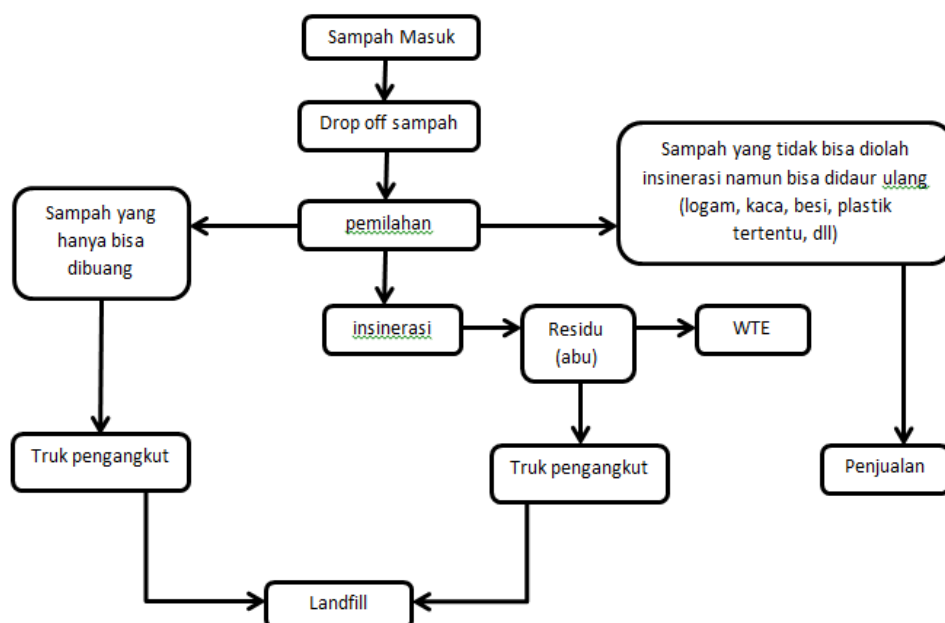 Sampah Masuk
Drop off sampah
Sampah yang tidak bisa diolah
insinerasi namun bisa didaur ulang
(logam, kaca, besi, plastik
tertentu, dll)
Sampah yang
hanya bisa
dibuang
pemilahan
insinerasi
Residu
(abu)
WTE
Truk pengangkut
Truk pengangkut
Penjualan
Landfill